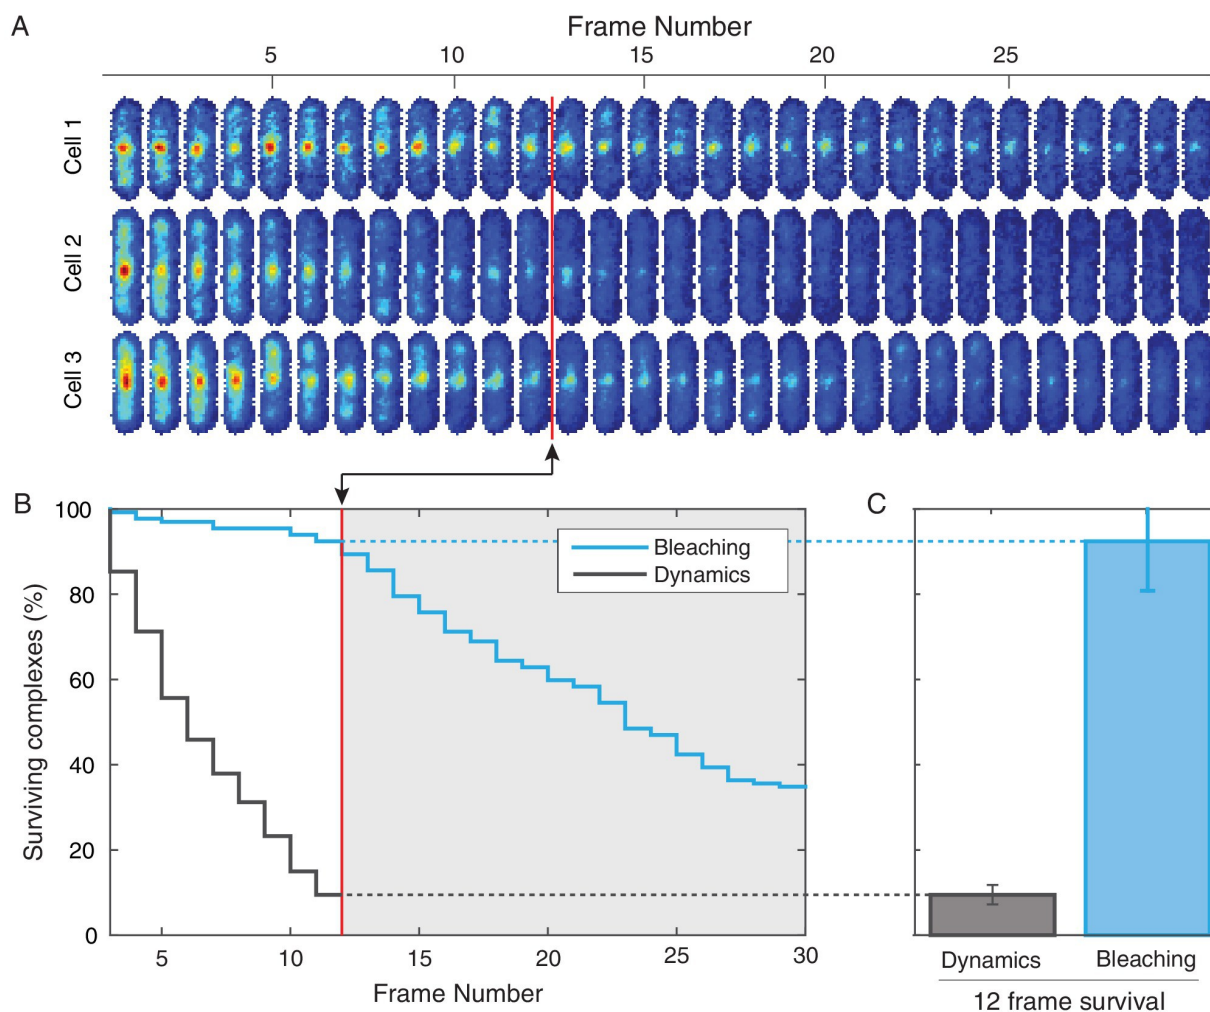 A
Frame Number
5 10 15 20 25
Cell 1
Cell 2
Cell 3
B
100
80
60
40
20
0
Surviving complexes (%)
Bleaching
Dynamics
5 10 15 20 25 30
Frame Number
C
Dynamics Bleaching
12 frame survival